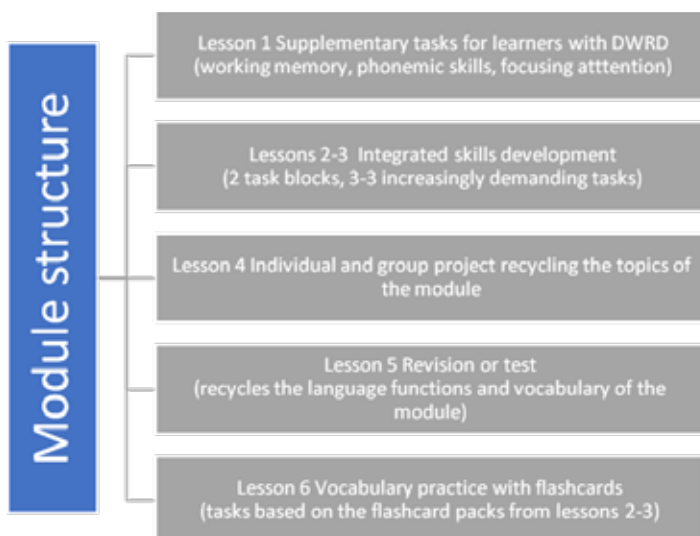 Module structure
Lesson 1 Supplementary tasks for learners with DWRD
(working memory, phonemic skills, focusing atttention)
Lessons 2-3 Integrated skills development
(2 task blocks, 3-3 increasingly demanding tasks)
Lesson 4 Individual and group project recycling the topics of
the module
Lesson 5 Revision or test
(recycles the language functions and vocabulary of the
module)
Lesson 6 Vocabulary practice with flashcards
(tasks based on the flashcard packs from lessons 2-3)